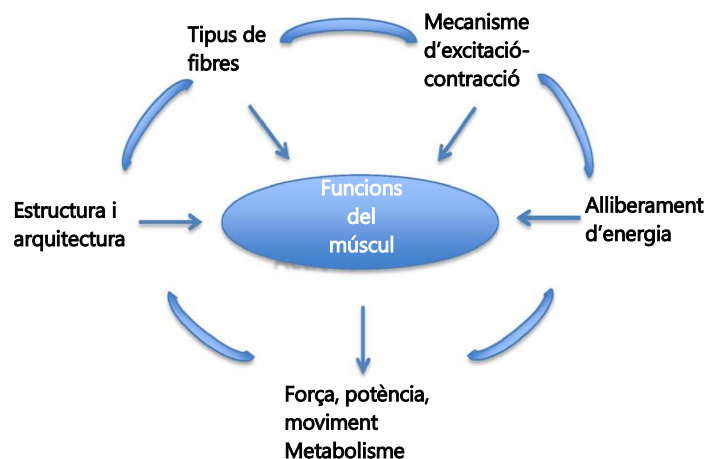 Tipus de
fibres
Mecanisme
d’excitació-
contracció
Estructura i
arquitectura
Funcions
del
múscul
Alliberament
d’energia
Força, potència,
moviment
Metabolisme